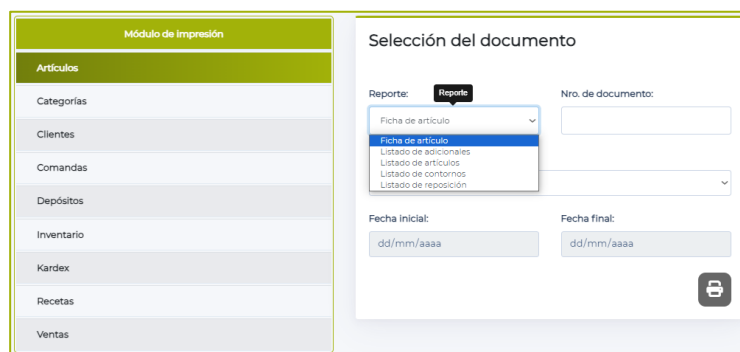 Módulo de impresión
Artículos
Categorías
Clientes
Comandas
Depósitos
Inventario
Kardex
Recetas
Ventas
Selección del documento
Reporte:
Reporte
Nro. de documento:
Ficha de artículo
Ficha de artículo
Listado de adicionales
Listado de artículos
Listado de contornos
Listado de reposición
Fecha inicial:
Fecha final:
dd/mm/aaaa
dd/mm/aaaa